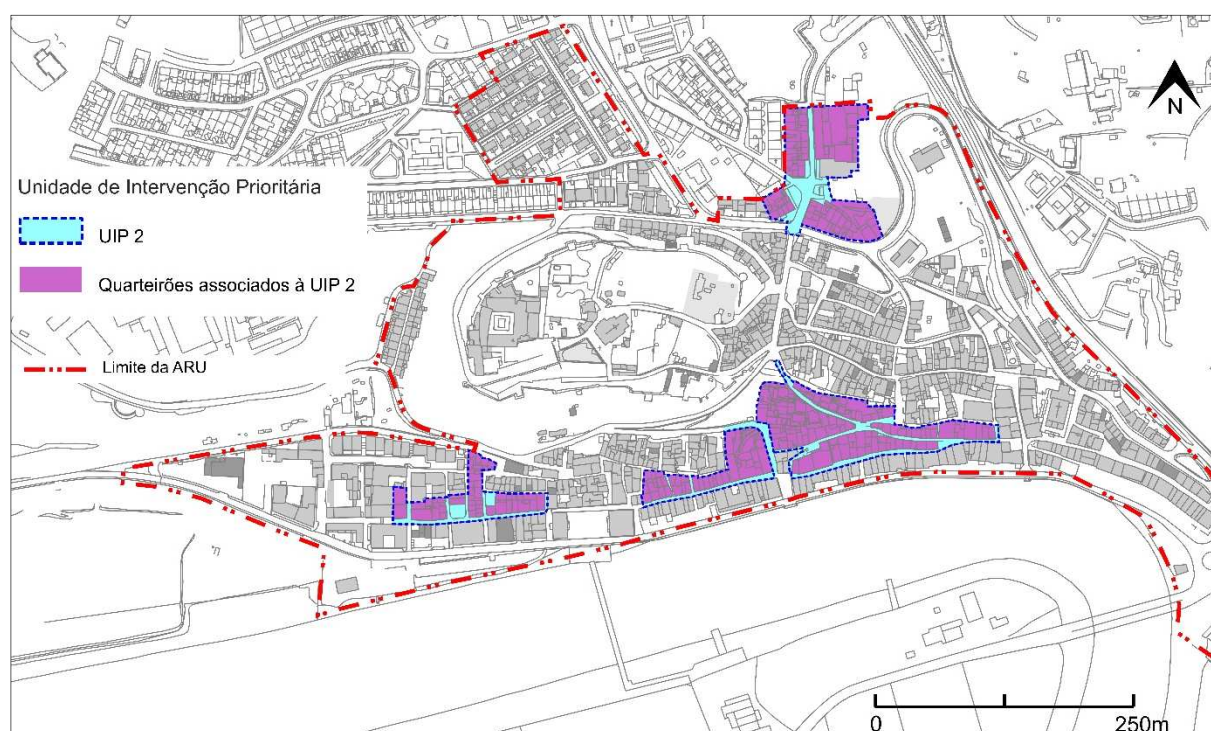 N
Unidade de Intervenção Prioritária
UIP 2
Quarteirões associados à UIP 2
Limite da ARU
0
250m